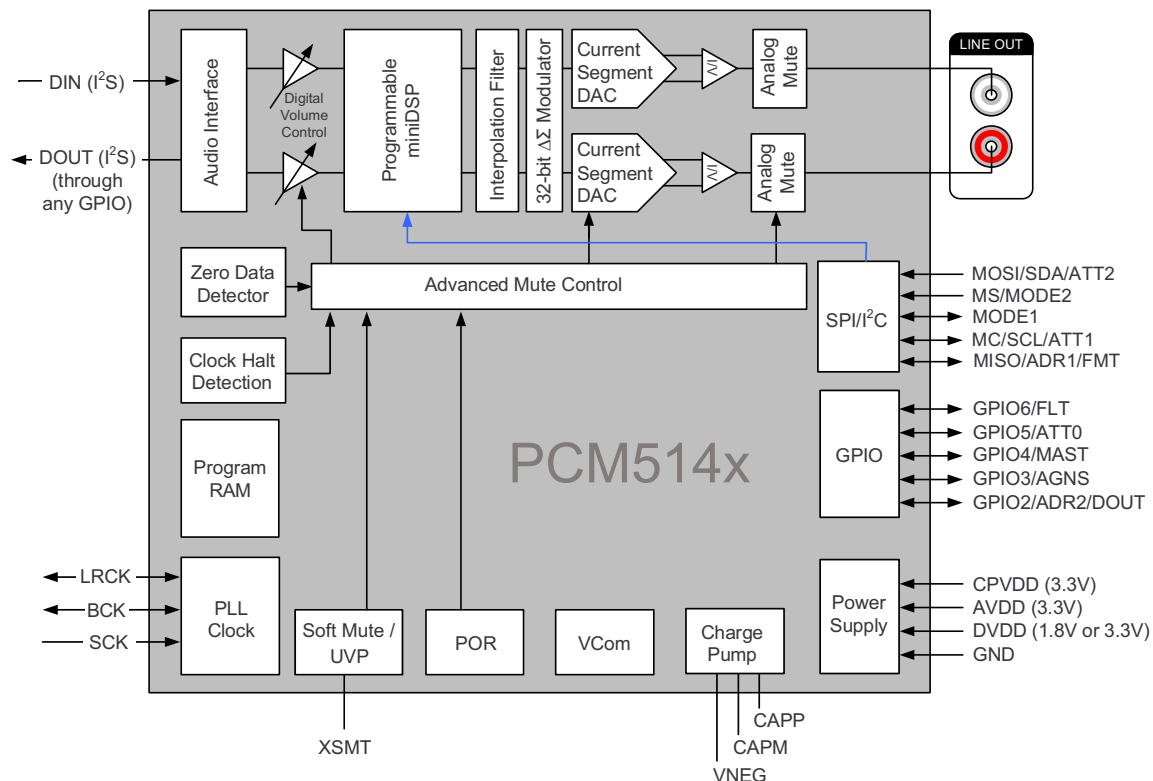 DIN (I²S)
DOUT (I²S)
(through
any GPIO)
Audio Interface
Digital
Volume
Control
Programmable
miniDSP
Interpolation Filter
32-bit ΔΣ Modulator
Current
Segment
DAC
I/V
Analog
Mute
Current
Segment
DAC
I/V
Analog
Mute
LINE OUT
Zero Data
Detector
Advanced Mute Control
Clock Halt
Detection
Program
RAM
PCM514x
SPI/I²C
MOSI/SDA/ATT2
MS/MODE2
MODE1
MC/SCL/ATT1
MISO/ADR1/FMT
GPIO
GPIO6/FLT
GPIO5/ATT0
GPIO4/MAST
GPIO3/AGNS
GPIO2/ADR2/DOUT
LRCK
BCK
SCK
PLL
Clock
Soft Mute /
UVP
POR
VCom
Charge
Pump
Power
Supply
CPVDD (3.3V)
AVDD (3.3V)
DVDD (1.8V or 3.3V)
GND
XSMT
CAPP
CAPM
VNEG